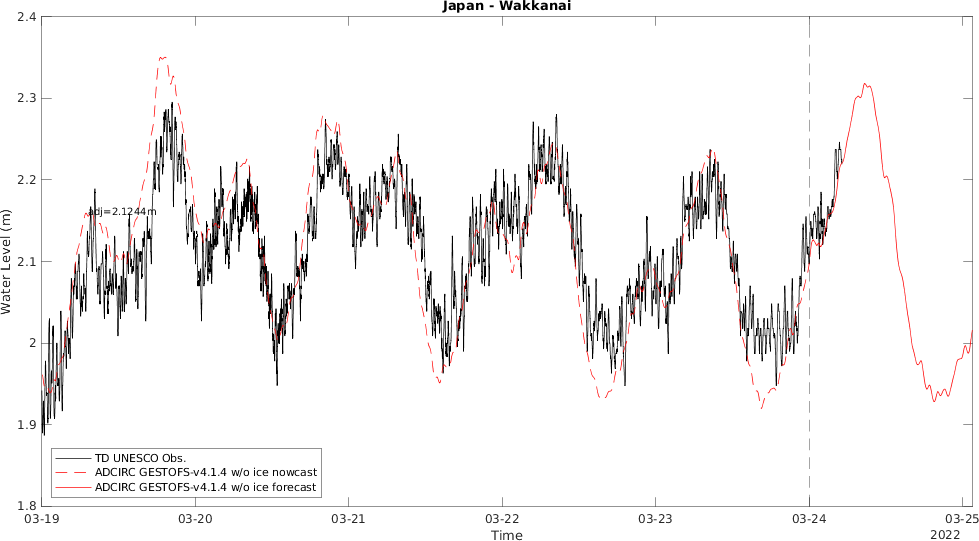 Japan - Wakkanai
2.4
2.3
2.2
2.1
2
1.9
1.8
Water Level (m)
Adj=2.1244m
TD UNESCO Obs.
ADCIRC GESTOFS-v4.1.4 w/o ice nowcast
ADCIRC GESTOFS-v4.1.4 w/o ice forecast
03-19 03-20 03-21 03-22 03-23 03-24 03-25
Time
2022